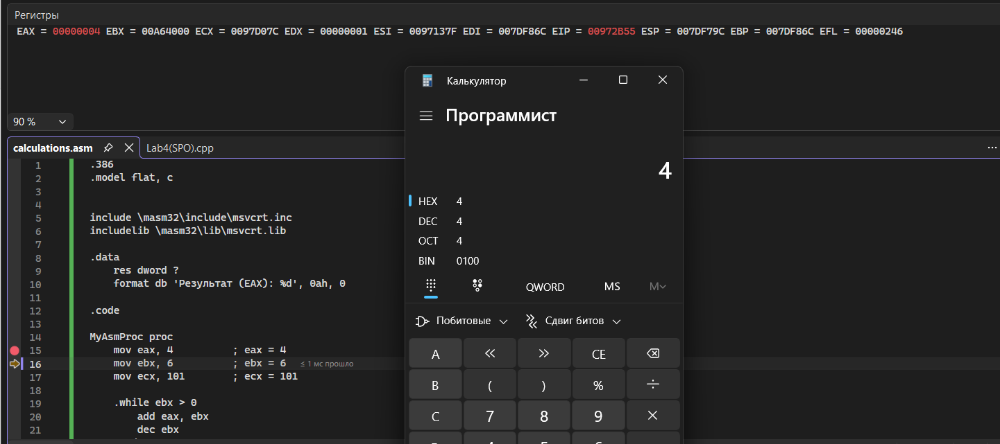 Регистры
EAX = 00000004 EBX = 00A64000 ECX = 0097D07C EDX = 00000001 ESI = 0097137F EDI = 007DF86C EIP = 00972B55 ESP = 007DF79C EBP = 007DF86C EFL = 00000246
90 %
calculations.asm
Lab4(SPO).cpp
1 .386
2 .model flat, c
3
4
5 include \masm32\include\msvcrt.inc
6 includelib \masm32\lib\msvcrt.lib
7
8 .data
9 res dword ?
10 format db 'Результат (EAX): %d', 0ah, 0
11
12 .code
13
14 MyAsmProc proc
15 mov eax, 4 ; eax = 4
16 mov ebx, 6 ; ebx = 6 ≤ 1 мс прошло
17 mov ecx, 101 ; ecx = 101
18
19 .while ebx > 0
20 add eax, ebx
21 dec ebx
Калькулятор
Программист
4
HEX 4
DEC 4
OCT 4
BIN 0100
QWORD MS M
Побитовые Сдвиг битов
A << >> CE
B ( ) % ÷
C 7 8 9 ×